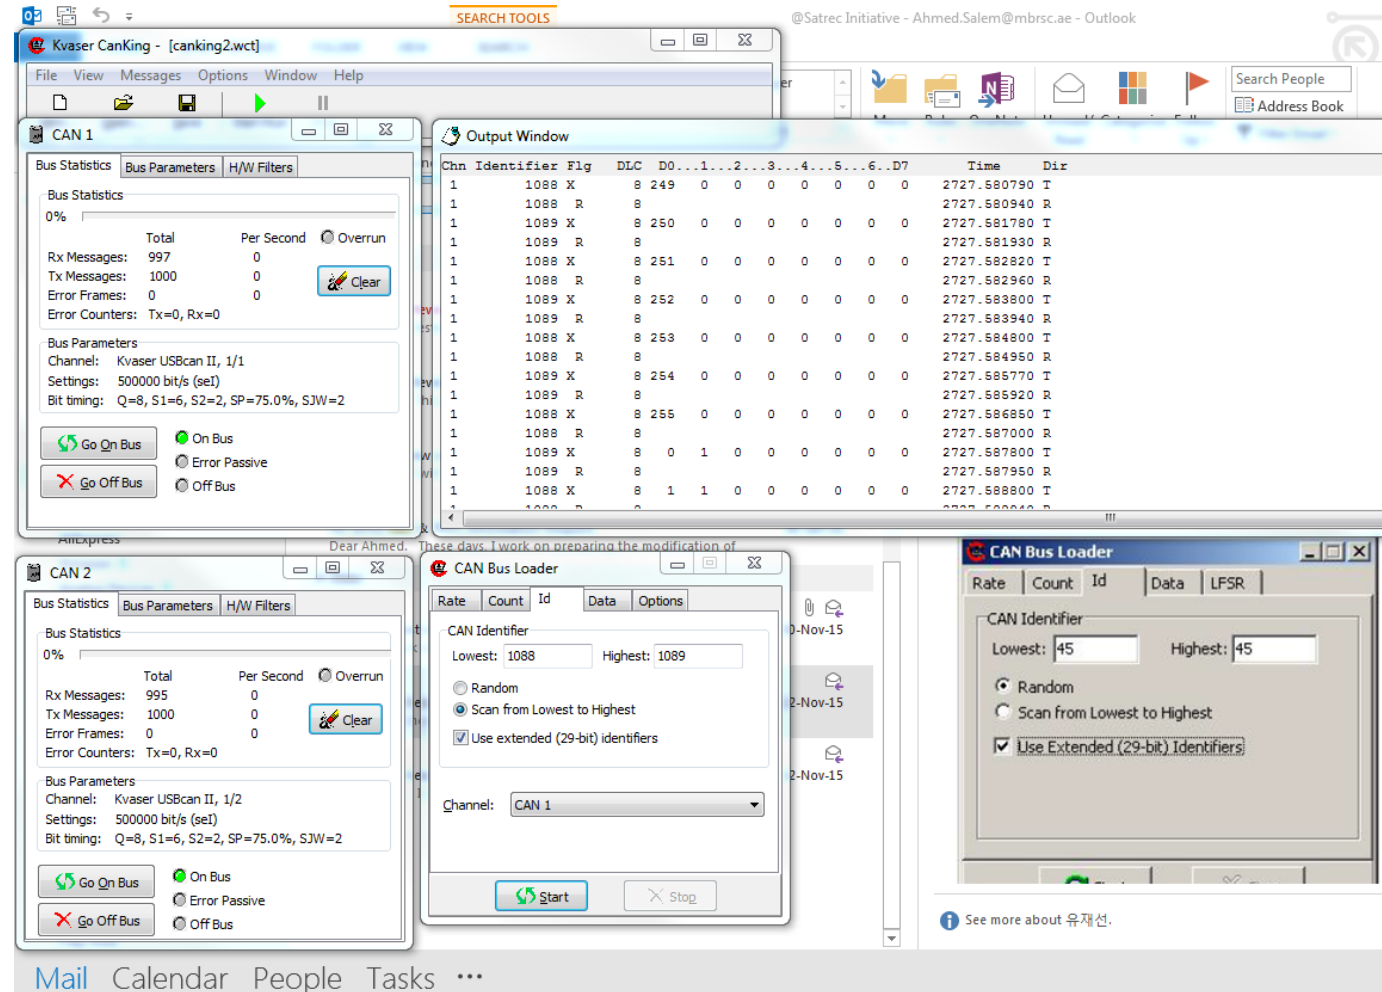 SEARCH TOOLS
@Satrec Initiative - Ahmed.Salem@mbrsc.ae - Outlook
Kvaser CanKing - [canking2.wct]
File View Messages Options Window Help
Search People
Address Book
CAN 1
Bus Statistics Bus Parameters H/W Filters
Bus Statistics
0%
Total Per Second Overrun
Rx Messages: 997 0
Tx Messages: 1000 0
Clear
Error Frames: 0 0
Error Counters: Tx=0, Rx=0
Bus Parameters
Channel: Kvaser USBcan II, 1/1
Settings: 500000 bit/s (sel)
Bit timing: Q=8, S1=6, S2=2, SP=75.0%, SJW=2
Go On Bus
On Bus
Error Passive
Go Off Bus
Off Bus
Output Window
Chn Identifier Flg DLC D0...1...2...3...4...5...6..D7 Time Dir
1 1088 X 8 249 0 0 0 0 0 0 0 2727.580790 T
1 1088 R 8 2727.580940 R
1 1089 X 8 250 0 0 0 0 0 0 0 2727.581780 T
1 1089 R 8 2727.581930 R
1 1088 X 8 251 0 0 0 0 0 0 0 2727.582820 T
1 1088 R 8 2727.582960 R
1 1089 X 8 252 0 0 0 0 0 0 0 2727.583800 T
1 1089 R 8 2727.583940 R
1 1088 X 8 253 0 0 0 0 0 0 0 2727.584800 T
1 1088 R 8 2727.584950 R
1 1089 X 8 254 0 0 0 0 0 0 0 2727.585770 T
1 1089 R 8 2727.585920 R
1 1088 X 8 255 0 0 0 0 0 0 0 2727.586850 T
1 1088 R 8 2727.587000 R
1 1089 X 8 0 1 0 0 0 0 0 0 2727.587800 T
1 1089 R 8 2727.587950 R
1 1088 X 8 1 1 0 0 0 0 0 0 2727.588800 T
AliExpress
Dear Ahmed. These days, I work on preparing the modification of
CAN 2
Bus Statistics Bus Parameters H/W Filters
Bus Statistics
0%
Total Per Second Overrun
Rx Messages: 995 0
Tx Messages: 1000 0
Clear
Error Frames: 0 0
Error Counters: Tx=0, Rx=0
Bus Parameters
Channel: Kvaser USBcan II, 1/2
Settings: 500000 bit/s (sel)
Bit timing: Q=8, S1=6, S2=2, SP=75.0%, SJW=2
Go On Bus
On Bus
Error Passive
Go Off Bus
Off Bus
CAN Bus Loader
Rate Count Id Data Options
CAN Identifier
Lowest: 1088 Highest: 1089
Random
Scan from Lowest to Highest
Use extended (29-bit) identifiers
Channel: CAN 1
Start Stop
0-Nov-15
2-Nov-15
2-Nov-15
CAN Bus Loader
Rate Count Id Data LFSR
CAN Identifier
Lowest: 45 Highest: 45
Random
Scan from Lowest to Highest
Use Extended (29-bit) Identifiers
See more about 유재선.
Mail Calendar People Tasks •••